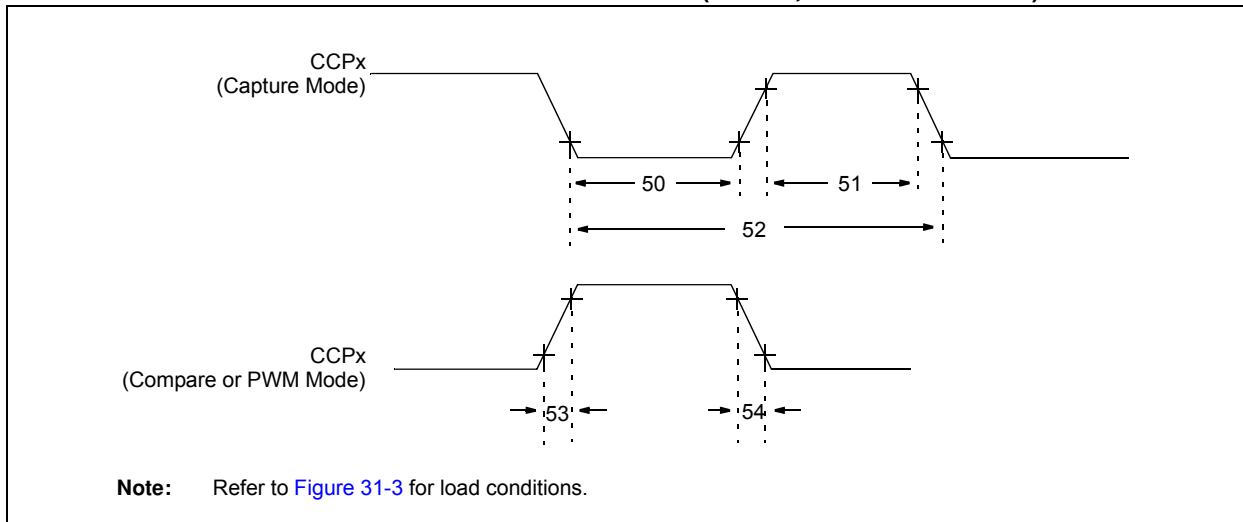 CCPx
(Capture Mode)
50
51
52
CCPx
(Compare or PWM Mode)
53
54
Note: Refer to Figure 31-3 for load conditions.